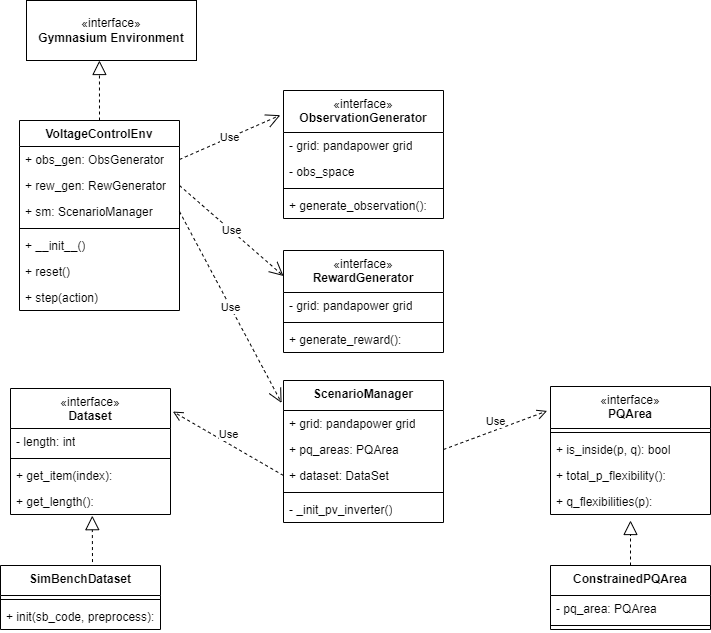 «interface»
Gymnasium Environment
VoltageControlEnv
+ obs_gen: ObsGenerator
+ rew_gen: RewGenerator
+ sm: ScenarioManager
+ __init__()
+ reset()
+ step(action)
Use
Use
Use
«interface»
ObservationGenerator
- grid: pandapower grid
- obs_space
+ generate_observation():
«interface»
RewardGenerator
- grid: pandapower grid
+ generate_reward():
«interface»
Dataset
- length: int
+ get_item(index):
+ get_length():
Use
ScenarioManager
+ grid: pandapower grid
+ pq_areas: PQArea
+ dataset: DataSet
- _init_pv_inverter()
Use
«interface»
PQArea
+ is_inside(p, q): bool
+ total_p_flexibility():
+ q_flexibilities(p):
SimBenchDataset
+ init(sb_code, preprocess):
ConstrainedPQArea
- pq_area: PQArea